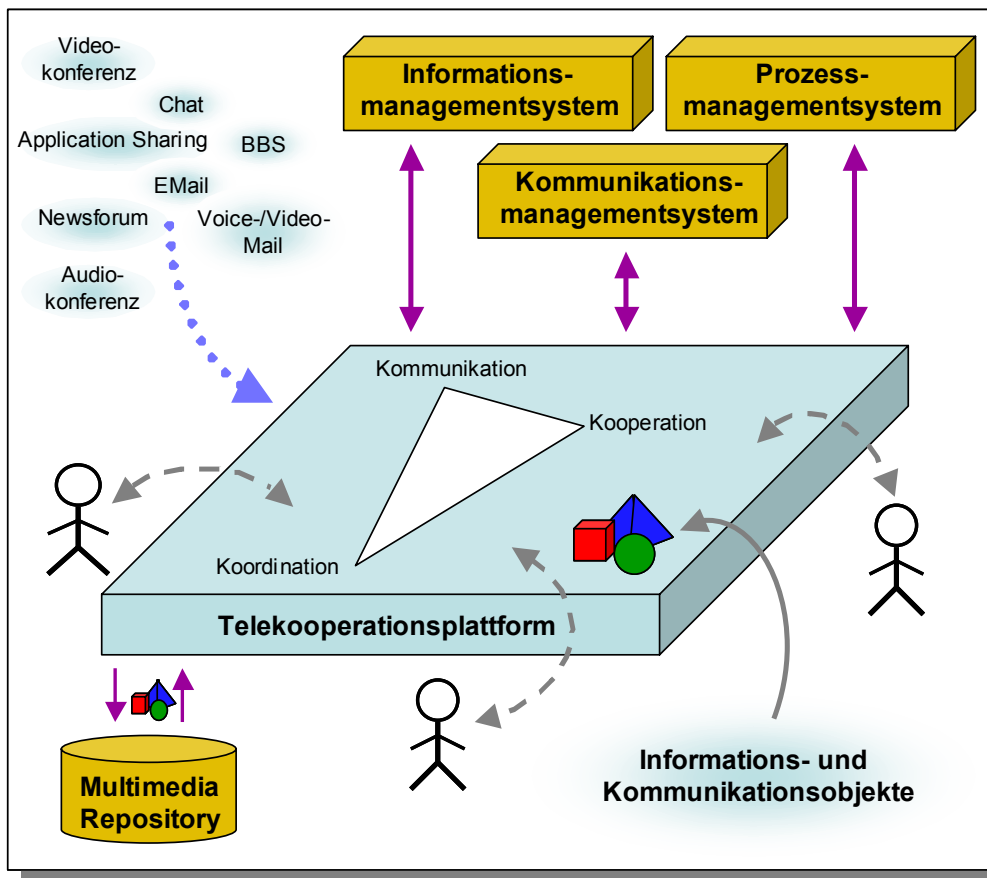 Video-
konferenz
Chat
Application Sharing
BBS
EMail
Newsforum
Voice-/Video-
Mail
Audio-
konferenz
Informations-
managementsystem
Prozess-
managementsystem
Kommunikations-
managementsystem
Kommunikation
Kooperation
Koordination
Telekooperationsplattform
Multimedia
Repository
Informations- und
Kommunikationsobjekte